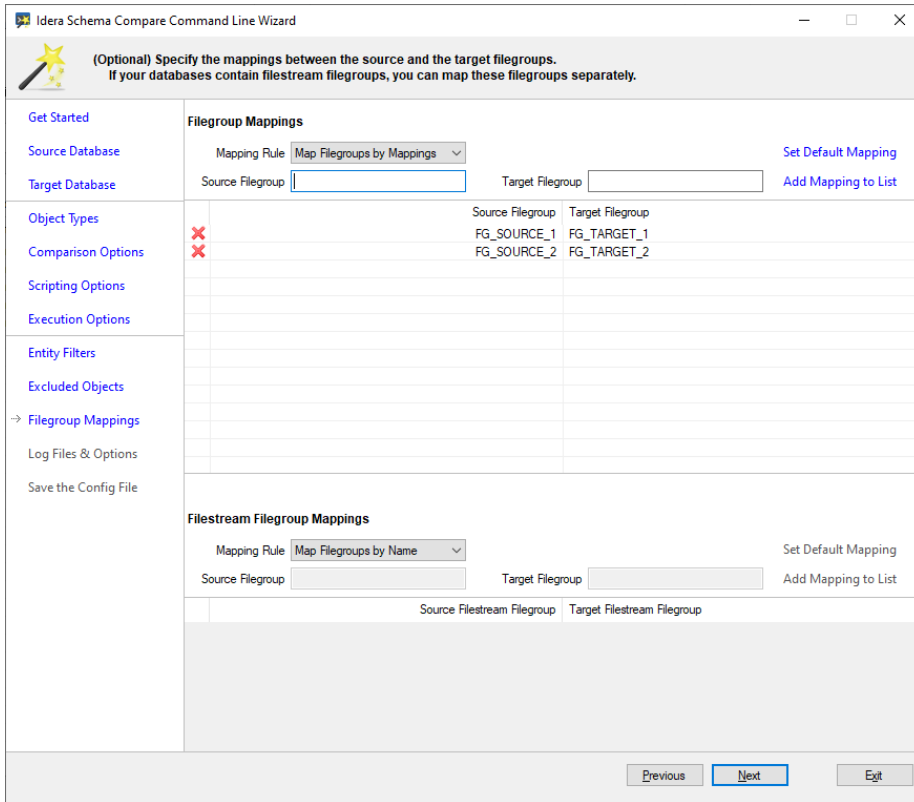 Idera Schema Compare Command Line Wizard
(Optional) Specify the mappings between the source and the target filegroups.
If your databases contain filestream filegroups, you can map these filegroups separately.
Get Started
Source Database
Target Database
Object Types
Comparison Options
Scripting Options
Execution Options
Entity Filters
Excluded Objects
Filegroup Mappings
Log Files & Options
Save the Config File
Filegroup Mappings
Mapping Rule Map Filegroups by Mappings Set Default Mapping
Source Filegroup Target Filegroup Add Mapping to List
Source Filegroup Target Filegroup
FG_SOURCE_1 FG_TARGET_1
FG_SOURCE_2 FG_TARGET_2
Filestream Filegroup Mappings
Mapping Rule Map Filegroups by Name Set Default Mapping
Source Filegroup Target Filegroup Add Mapping to List
Source Filestream Filegroup Target Filestream Filegroup
Previous Next Exit